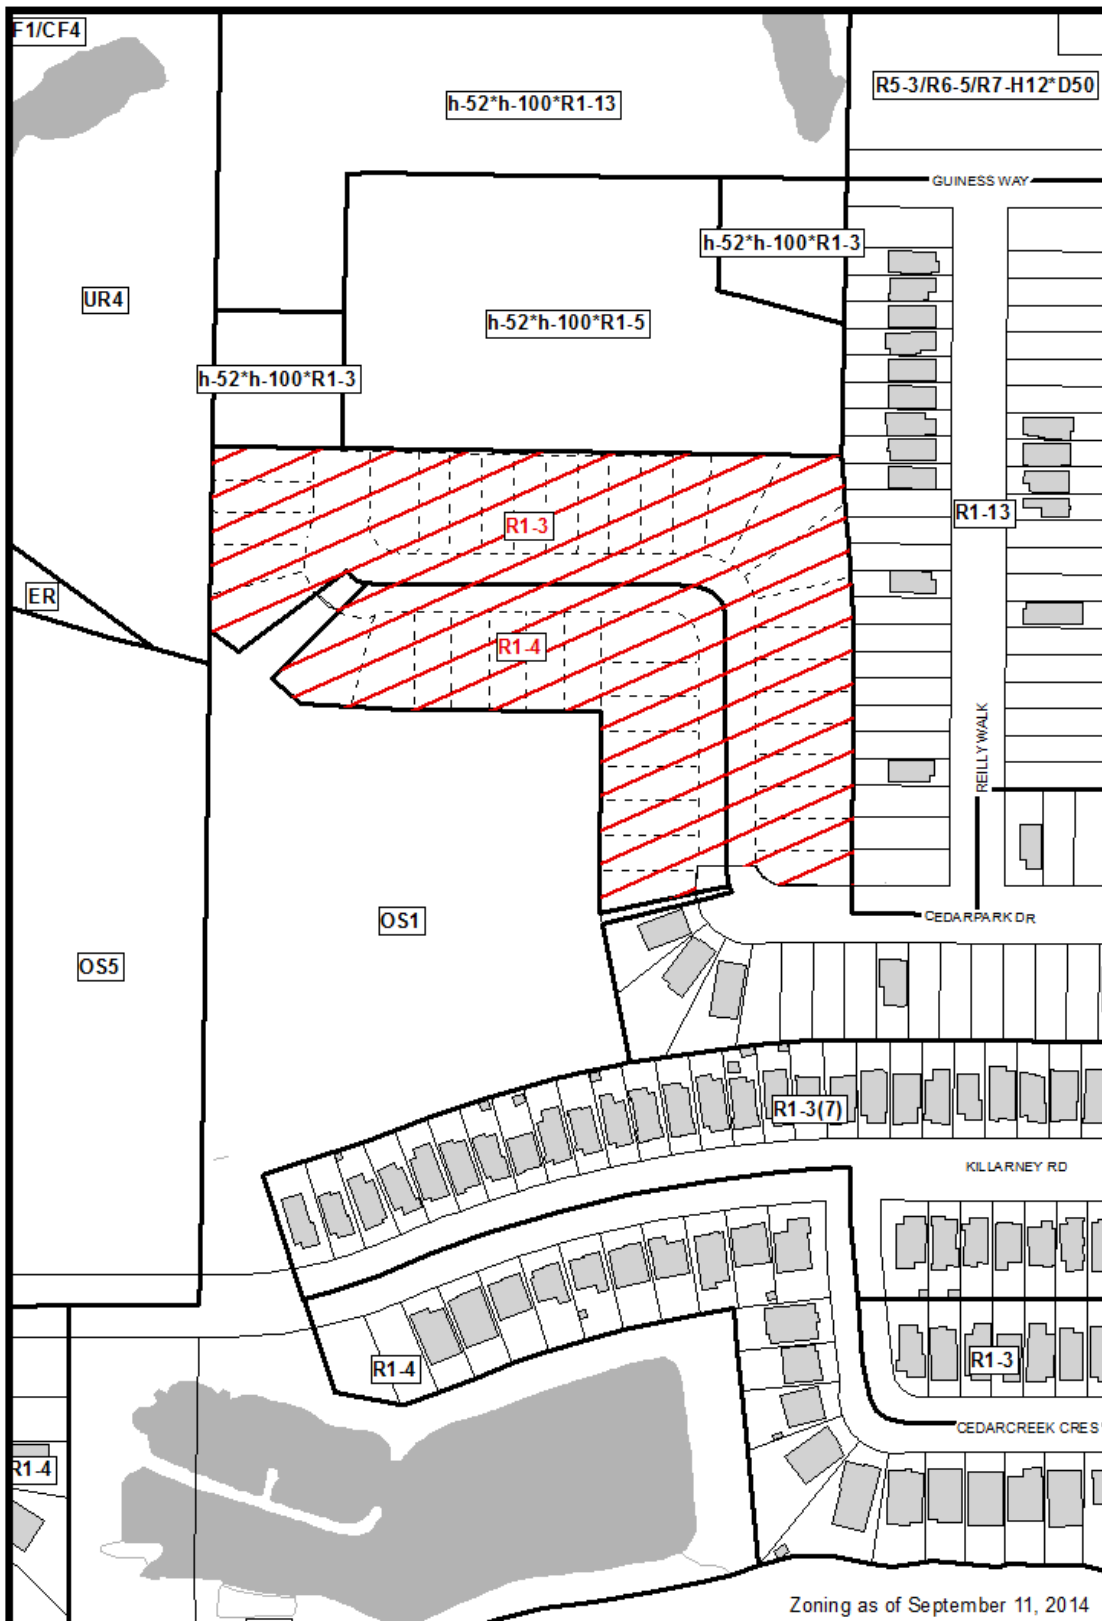 F1/CF4
R5-3/R6-5/R7-H12*D50
h-52*h-100*R1-13
GUINESS WAY
h-52*h-100*R1-3
UR4
h-52*h-100*R1-5
h-52*h-100*R1-3
R1-13
R1-3
ER
R1-4
REILLY WALK
OS1
CEDARPARK DR
OS5
R1-3(7)
KILLARNEY RD
R1-4
R1-3
CEDARCREEK CRES
R1-4
Zoning as of September 11, 2014